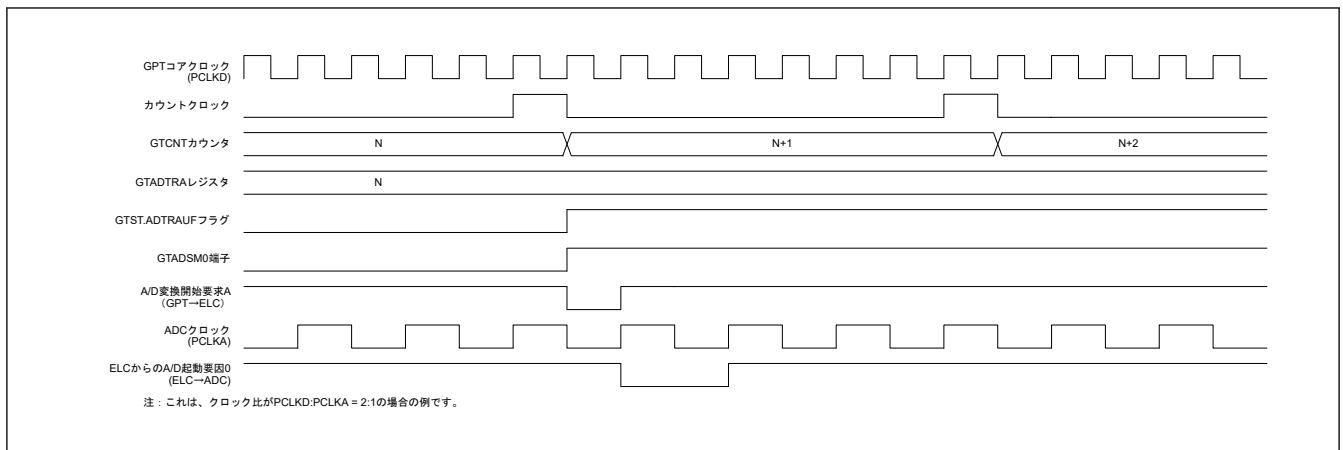 GPTコアクロック
(PCLKD)
カウントクロック
GTCNTカウンタ
N
N+1
N+2
GTADTRAレジスタ
N
GTST.ADTRAUFフラグ
GTADSM0端子
A/D変換開始要求A
（GPT→ELC）
ADCクロック
(PCLKA)
ELCからのA/D起動要因0
(ELC→ADC)
注：これは、クロック比がPCLKD:PCLKA = 2:1の場合の例です。